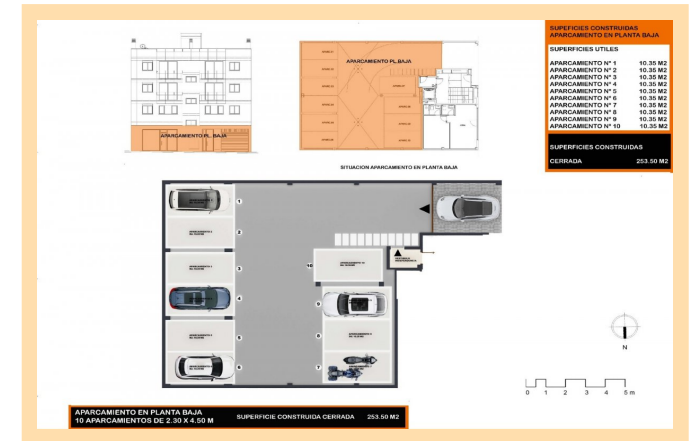 SUPEFICIES CONSTRUIDAS
APARCAMIENTO EN PLANTA BAJA
SUPERFICIES UTILES
APARCAMIENTO Nº 1 10.35 M2
APARCAMIENTO Nº 2 10.35 M2
APARCAMIENTO Nº 3 10.35 M2
APARCAMIENTO Nº 4 10.35 M2
APARCAMIENTO Nº 5 10.35 M2
APARCAMIENTO Nº 6 10.35 M2
APARCAMIENTO Nº 7 10.35 M2
APARCAMIENTO Nº 8 10.35 M2
APARCAMIENTO Nº 9 10.35 M2
APARCAMIENTO Nº 10 10.35 M2
SUPERFICIES CONSTRUIDAS
CERRADA 253.50 M2
APARCAMIENTO PL.BAJA
APARCAMIENTO PL. BAJA
SITUACION APARCAMIENTO EN PLANTA BAJA
1
2
3
4
5
6
10
9
8
7
N
0 1 2 3 4 5 m
APARCAMIENTO EN PLANTA BAJA
10 APARCAMIENTOS DE 2.30 X 4.50 M
SUPERFICIE CONSTRUIDA CERRADA 253.50 M2